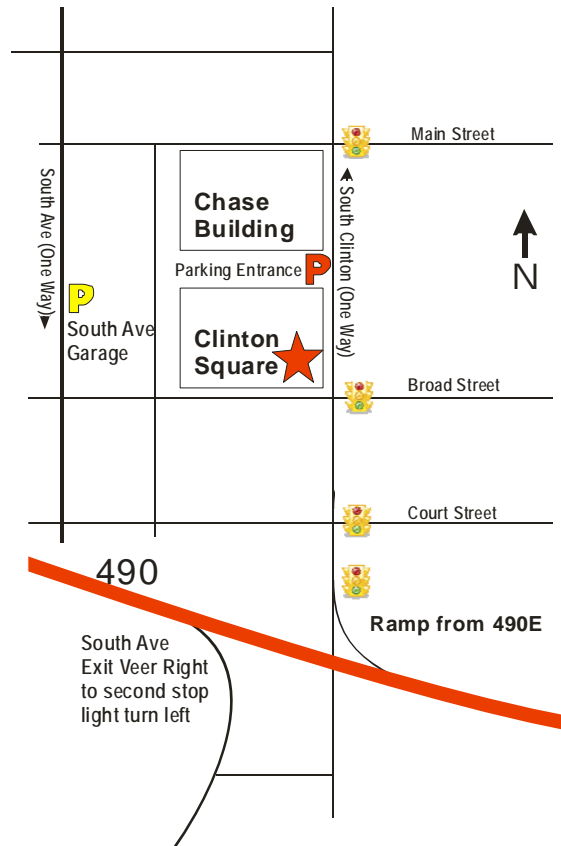 Main Street
South Ave (One Way)
South Clinton (One Way)
Chase
Building
N
Parking Entrance P
P
South Ave
Garage
Clinton
Square
Broad Street
Court Street
490
Ramp from 490E
South Ave
Exit Veer Right
to second stop
light turn left